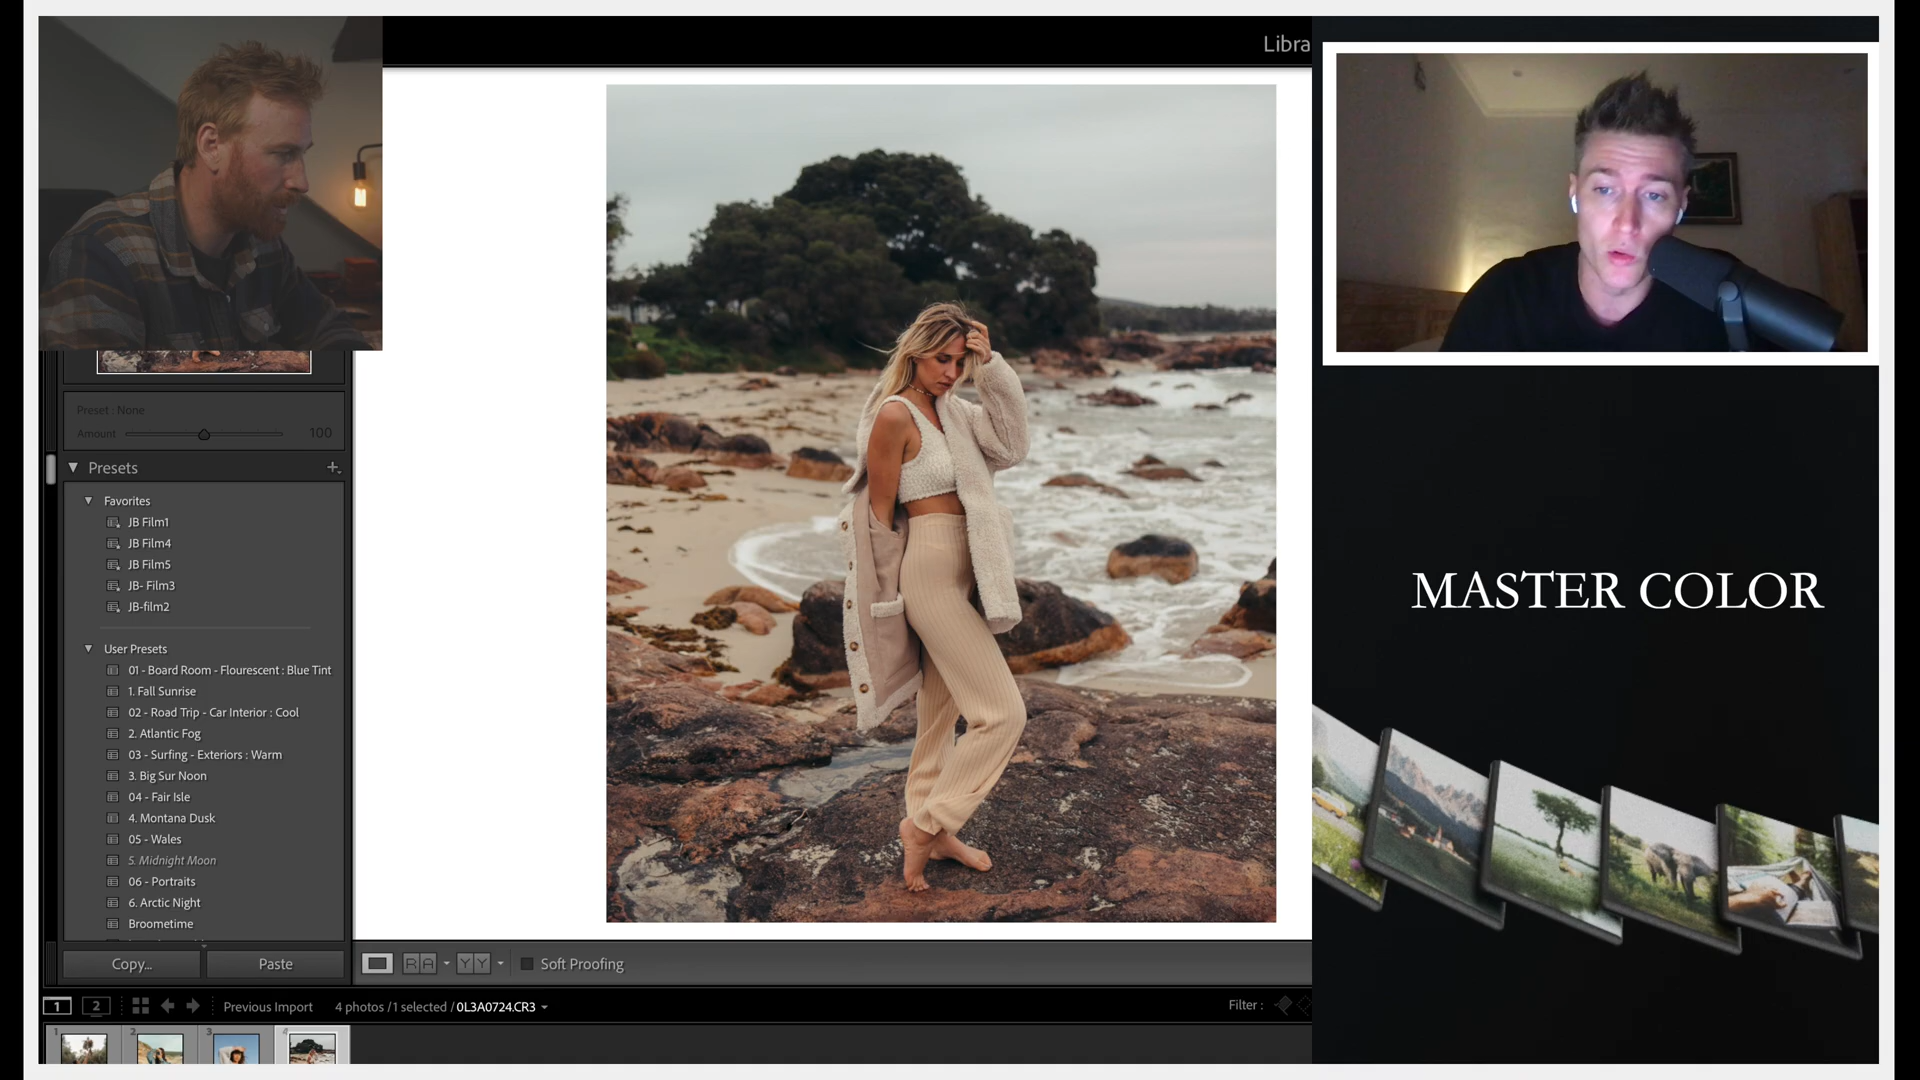 Libra
Preset : None
Amount 100
Presets
Favorites
JB Film1
JB Film4
JB Film5
JB- Film3
JB-film2
User Presets
01 - Board Room - Flourescent : Blue Tint
1. Fall Sunrise
02 - Road Trip - Car Interior : Cool
2. Atlantic Fog
03 - Surfing - Exteriors : Warm
3. Big Sur Noon
04 - Fair Isle
4. Montana Dusk
05 - Wales
5. Midnight Moon
06 - Portraits
6. Arctic Night
Broometime
Copy... Paste
R A Y Y Soft Proofing
1 2 Previous Import 4 photos / 1 selected / 0L3A0724.CR3 Filter :
1 2 3 4
MASTER COLOR